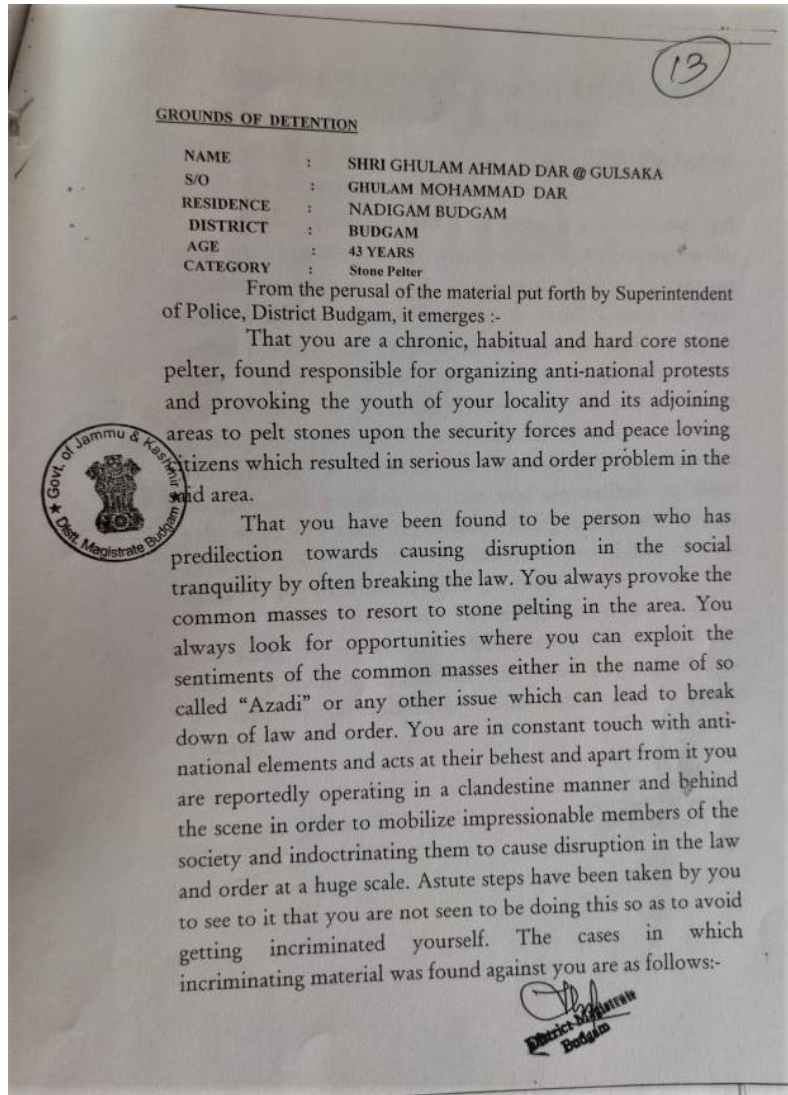 13
GROUNDS OF DETENTION
NAME : SHRI GHULAM AHMAD DAR @ GULSAKA
S/O : GHULAM MOHAMMAD DAR
RESIDENCE : NADIGAM BUDGAM
DISTRICT : BUDGAM
AGE : 43 YEARS
CATEGORY : Stone Pelter
From the perusal of the material put forth by Superintendent
of Police, District Budgam, it emerges :-
That you are a chronic, habitual and hard core stone
pelter, found responsible for organizing anti-national protests
and provoking the youth of your locality and its adjoining
areas to pelt stones upon the security forces and peace loving
citizens which resulted in serious law and order problem in the
said area.
Govt. of Jammu & Kashmir
★ Distt. Magistrate Budgam ★
That you have been found to be person who has
predilection towards causing disruption in the social
tranquility by often breaking the law. You always provoke the
common masses to resort to stone pelting in the area. You
always look for opportunities where you can exploit the
sentiments of the common masses either in the name of so
called “Azadi” or any other issue which can lead to break
down of law and order. You are in constant touch with anti-
national elements and acts at their behest and apart from it you
are reportedly operating in a clandestine manner and behind
the scene in order to mobilize impressionable members of the
society and indoctrinating them to cause disruption in the law
and order at a huge scale. Astute steps have been taken by you
to see to it that you are not seen to be doing this so as to avoid
getting incriminated yourself. The cases in which
incriminating material was found against you are as follows:-
District Magistrate
Budgam